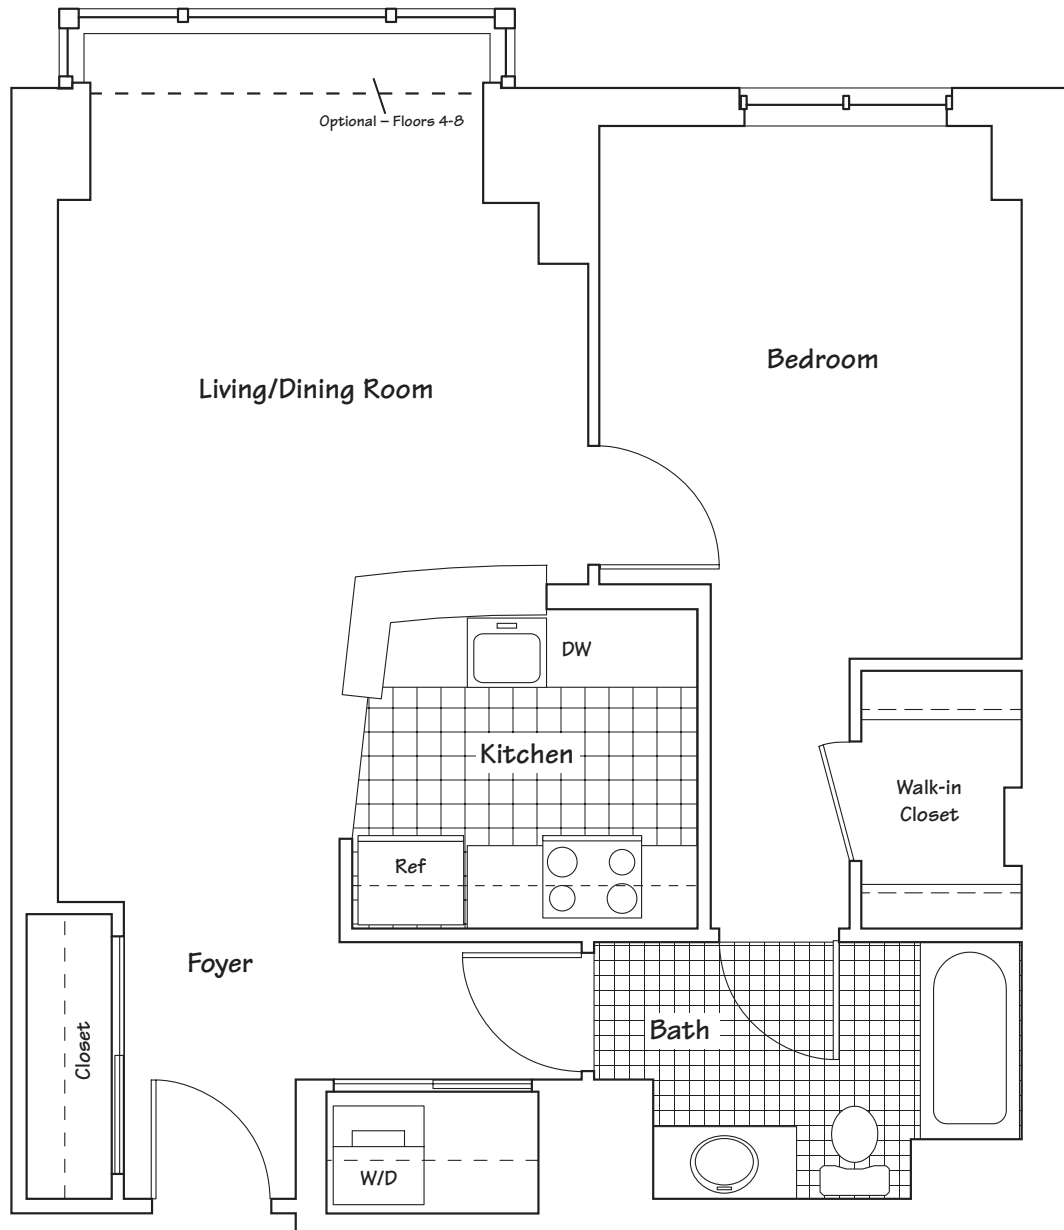 Optional – Floors 4-8
Bedroom
Living/Dining Room
DW
Kitchen
Walk-in
Closet
Ref
Foyer
Bath
Closet
W/D